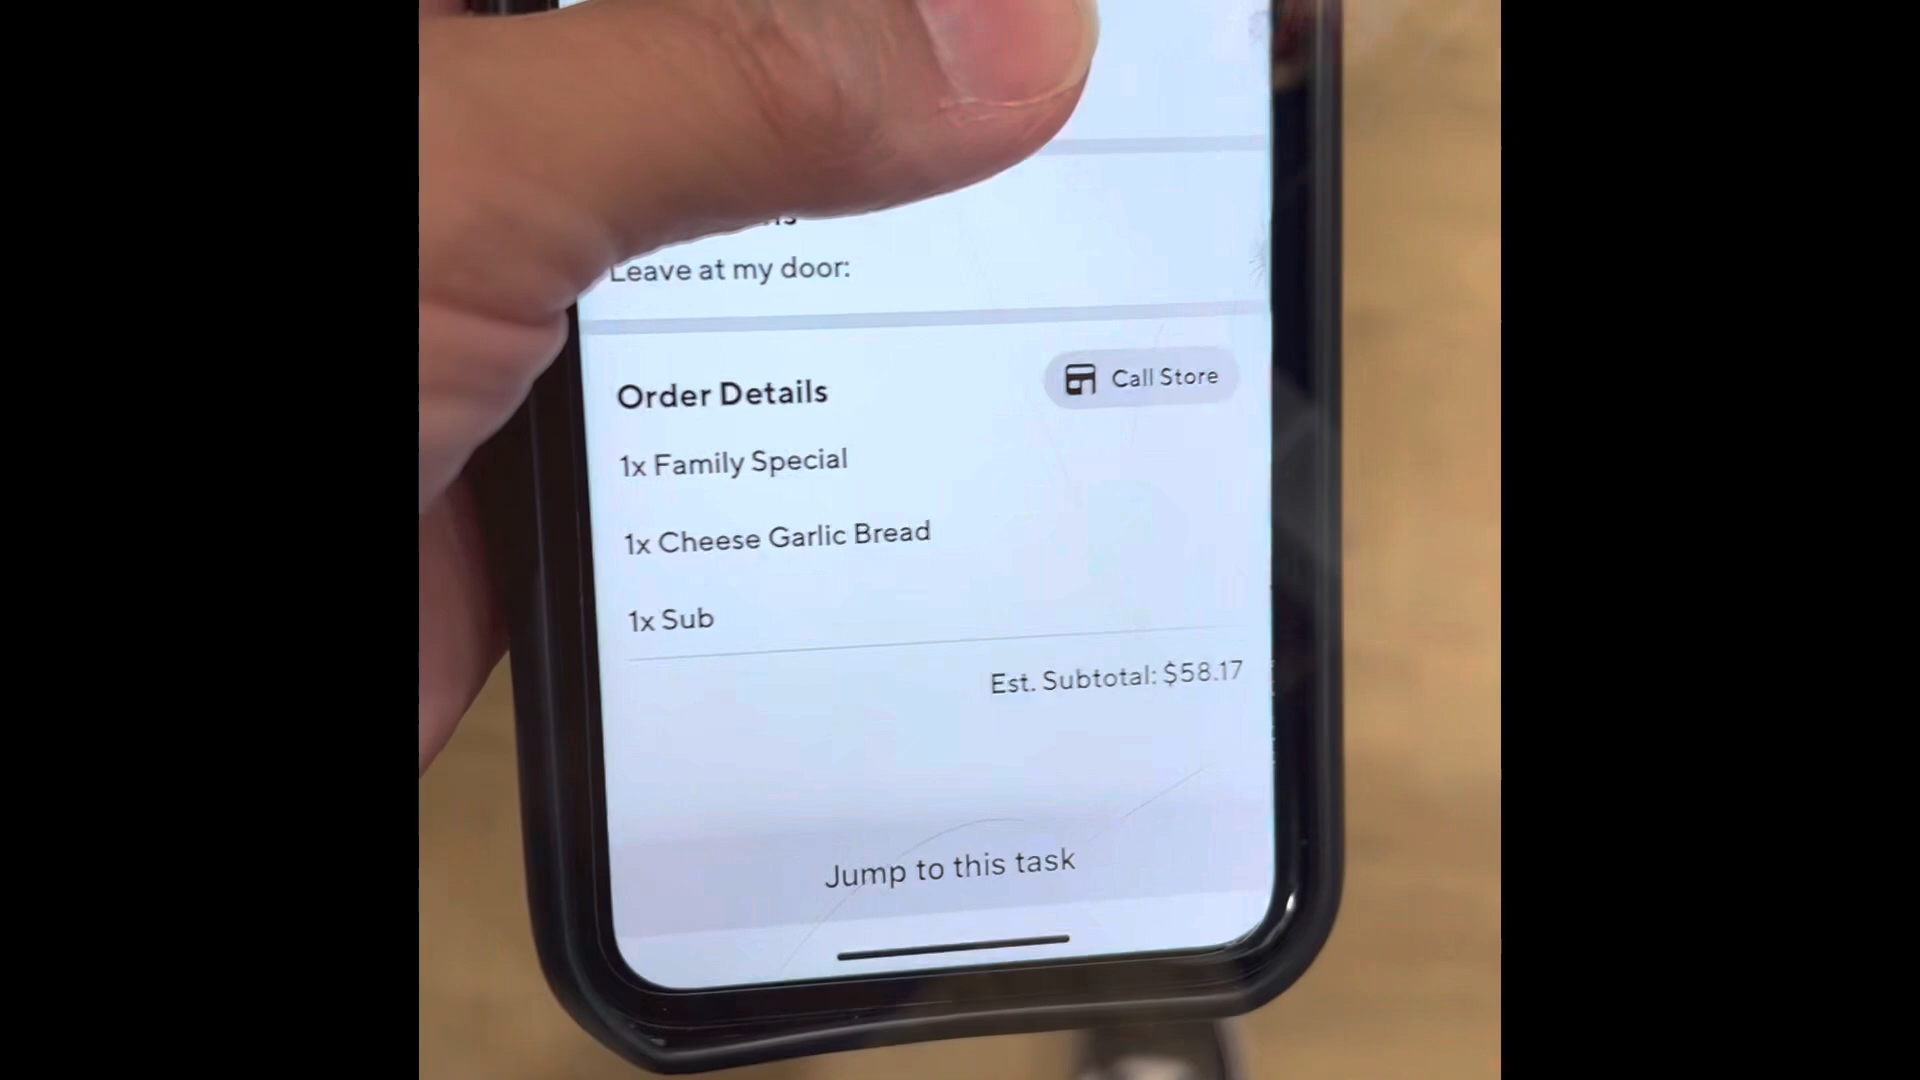 Leave at my door:
Order Details
Call Store
1x Family Special
1x Cheese Garlic Bread
1x Sub
Est. Subtotal: $58.17
Jump to this task